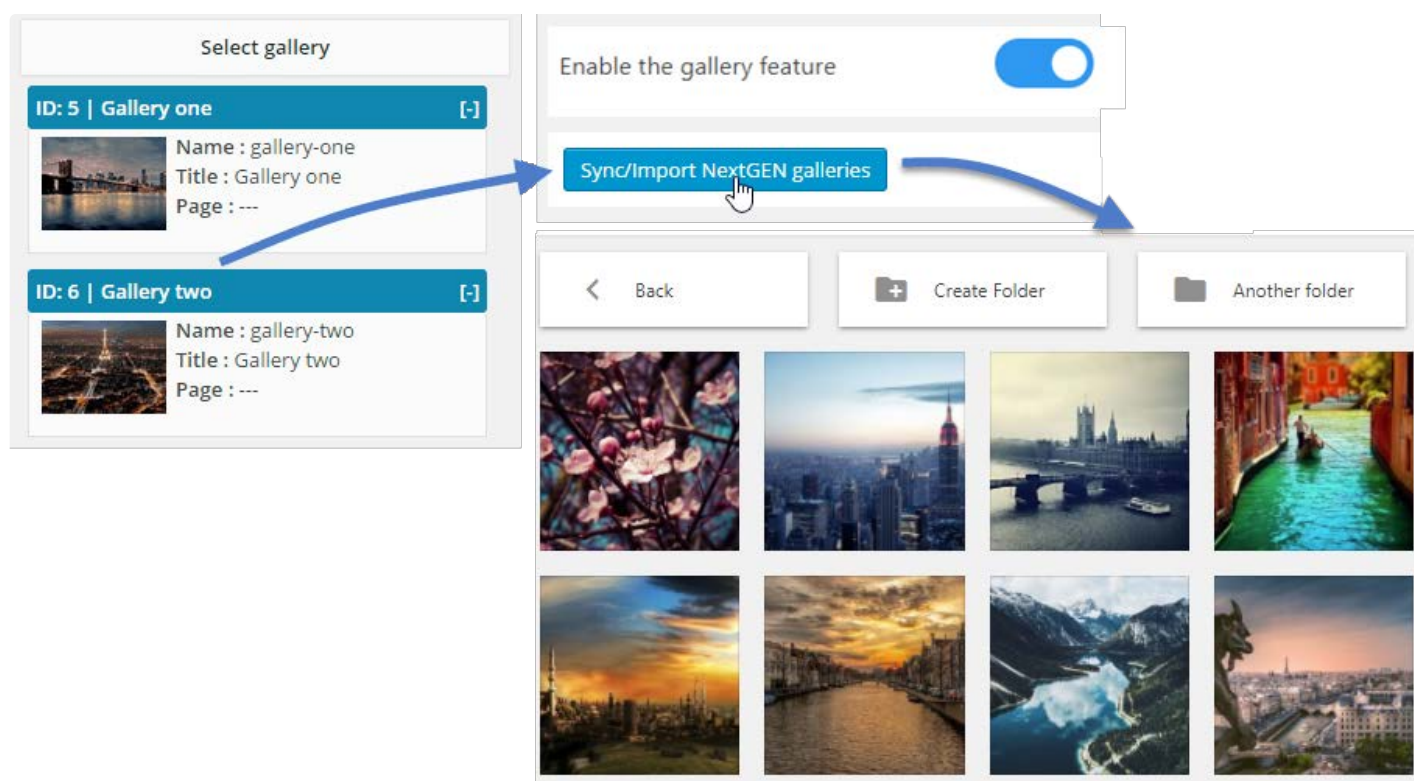 Select gallery
ID: 5 | Gallery one [-]
Name : gallery-one
Title : Gallery one
Page : ---
ID: 6 | Gallery two [-]
Name : gallery-two
Title : Gallery two
Page : ---
Enable the gallery feature
Sync/Import NextGEN galleries
Back
Create Folder
Another folder